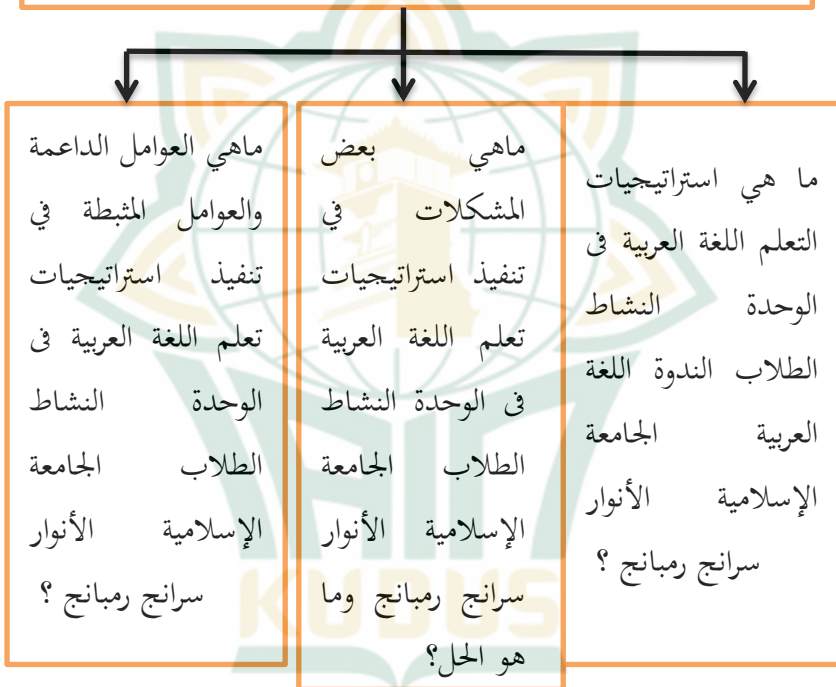 ما هي استراتيجيات
التعلم اللغة العربية فى
الوحدة النشاط
الطلاب الندوة اللغة
العربية الجامعة
الإسلامية الأنوار
سرانج رمبانج ؟
ماهي بعض
المشكلات في
تنفيذ استراتيجيات
تعلم اللغة العربية
فى الوحدة النشاط
الطلاب الجامعة
الإسلامية الأنوار
سرانج رمبانج وما
هو الحل؟
ماهي العوامل الداعمة
والعوامل المثبطة في
تنفيذ استراتيجيات
تعلم اللغة العربية فى
الوحدة النشاط
الطلاب الجامعة
الإسلامية الأنوار
سرانج رمبانج ؟
KUDUS